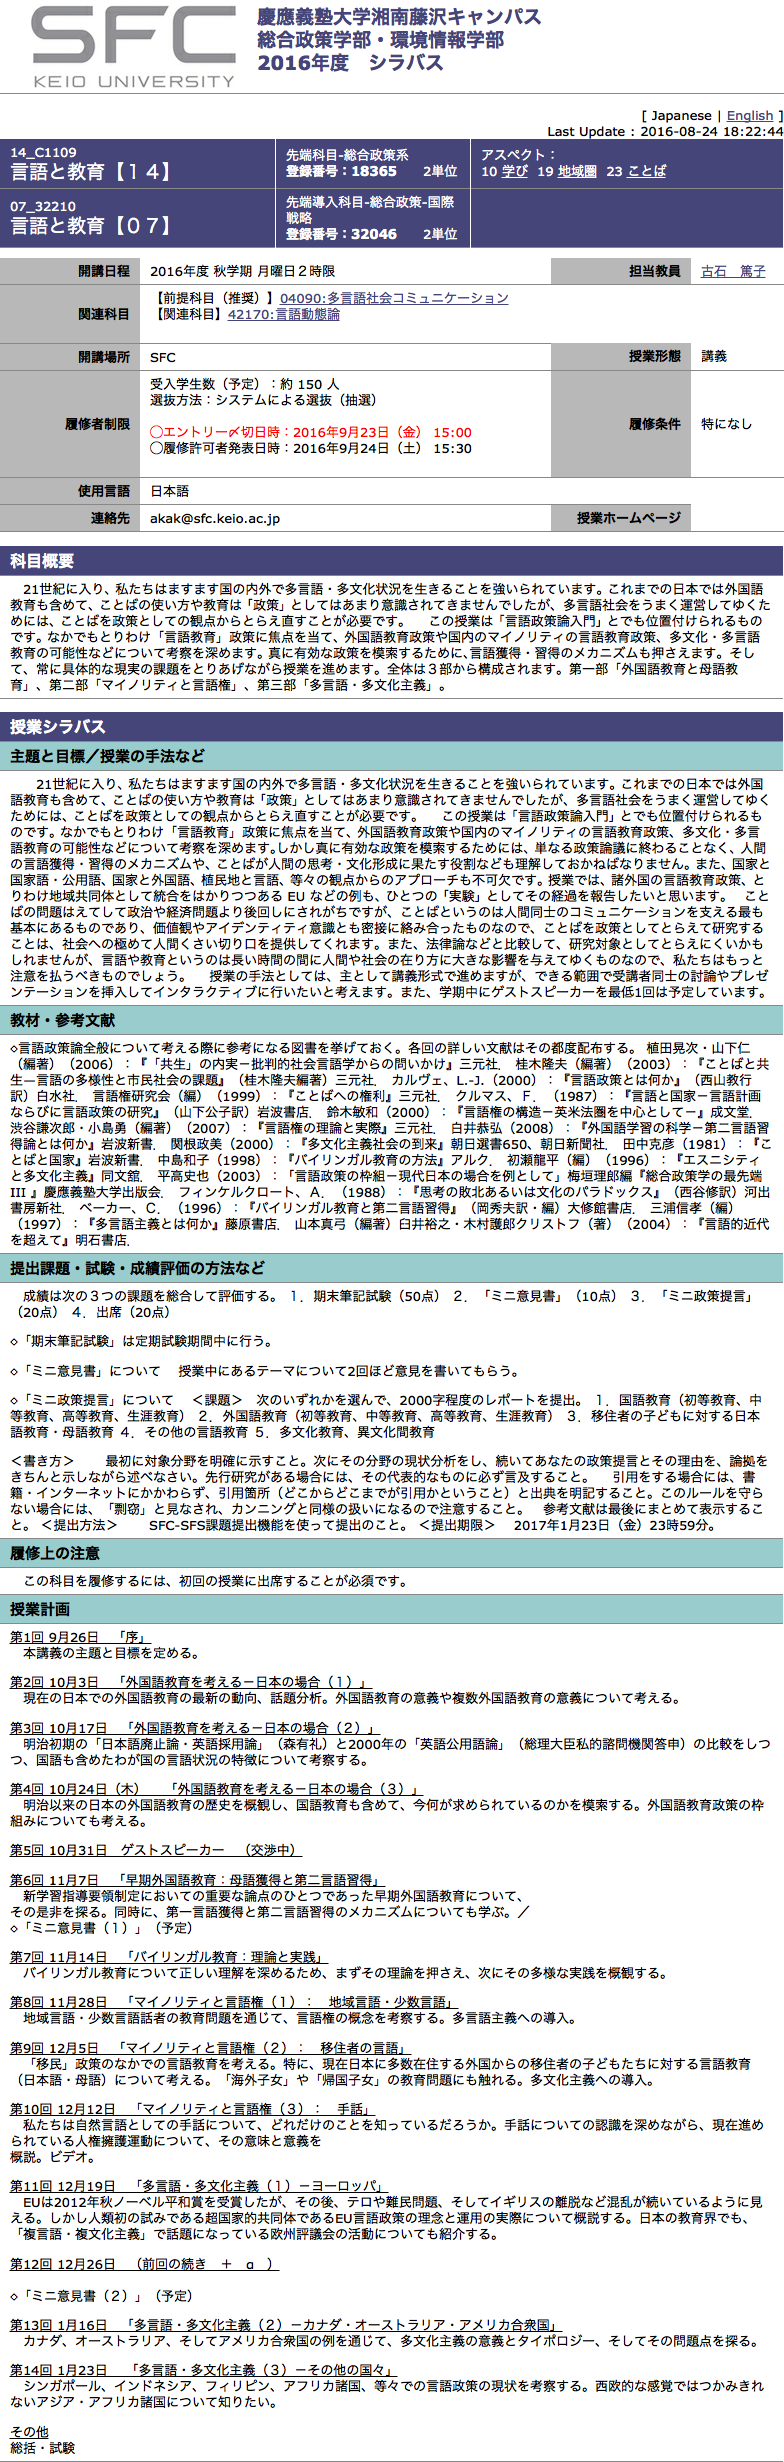 SFC
KEIO UNIVERSITY
慶應義塾大学湘南藤沢キャンパス
総合政策学部・環境情報学部
2016年度　シラバス
[ Japanese | English ]
Last Update : 2016-08-24 18:22:44
14_C1109
言語と教育【１４】
先端科目-総合政策系
登録番号：18365　2単位
アスペクト：
10 学び 19 地域圏 23 ことば
07_32210
言語と教育【０７】
先端導入科目-総合政策-国際
戦略
登録番号：32046　2単位
開講日程
2016年度 秋学期 月曜日２時限
担当教員
古石　篤子
関連科目
【前提科目（推奨）】04090:多言語社会コミュニケーション
【関連科目】42170:言語動態論
開講場所
SFC
授業形態
講義
履修者制限
受入学生数（予定）：約 150 人
選抜方法：システムによる選抜（抽選）
◯エントリー〆切日時：2016年9月23日（金） 15:00
◯履修許可者発表日時：2016年9月24日（土） 15:30
履修条件
特になし
使用言語
日本語
連絡先
akak@sfc.keio.ac.jp
授業ホームページ
科目概要
21世紀に入り、私たちはますます国の内外で多言語・多文化状況を生きることを強いられています。これまでの日本では外国語
教育も含めて、ことばの使い方や教育は「政策」としてはあまり意識されてきませんでしたが、多言語社会をうまく運営してゆくた
めには、ことばを政策としての観点からとらえ直すことが必要です。　この授業は「言語政策論入門」とでも位置付けられるもの
です。なかでもとりわけ「言語教育」政策に焦点を当て、外国語教育政策や国内のマイノリティの言語教育政策、多文化・多言語
教育の可能性などについて考察を深めます。真に有効な政策を模索するために、言語獲得・習得のメカニズムも押さえます。そし
て、常に具体的な現実の課題をとりあげながら授業を進めます。全体は３部から構成されます。第一部「外国語教育と母語教
育」、第二部「マイノリティと言語権」、第三部「多言語・多文化主義」。
授業シラバス
主題と目標／授業の手法など
21世紀に入り、私たちはますます国の内外で多言語・多文化状況を生きることを強いられています。これまでの日本では外国
語教育も含めて、ことばの使い方や教育は「政策」としてはあまり意識されてきませんでしたが、多言語社会をうまく運営してゆく
ためには、ことばを政策としての観点からとらえ直すことが必要です。　この授業は「言語政策論入門」とでも位置付けられるも
のです。なかでもとりわけ「言語教育」政策に焦点を当て、外国語教育政策や国内のマイノリティの言語教育政策、多文化・多言
語教育の可能性などについて考察を深めます。しかし真に有効な政策を模索するためには、単なる政策論議に終わることなく、人間
の言語獲得・習得のメカニズムや、ことばが人間の思考・文化形成に果たす役割なども理解しておかねばなりません。また、国家と
国家語・公用語、国家と外国語、植民地と言語、等々の観点からのアプローチも不可欠です。授業では、諸外国の言語教育政策、と
りわけ地域共同体として統合をはかりつつある EU などの例も、ひとつの「実験」としてその経過を報告したいと思います。　こと
ばの問題はえてして政治や経済問題より後回しにされがちですが、ことばというのは人間同士のコミュニケーションを支える最も
基本にあるものであり、価値観やアイデンティティ意識とも密接に絡み合ったものなので、ことばを政策としてとらえて研究する
ことは、社会への極めて人間くさい切り口を提供してくれます。また、法律論などと比較して、研究対象としてとらえにくいかも
しれませんが、言語や教育というのは長い時間の間に人間や社会の在り方に大きな影響を与えてゆくものなので、私たちはもっと
注意を払うべきものでしょう。　授業の手法としては、主として講義形式で進めますが、できる範囲で受講者同士の討論やプレゼ
ンテーションを挿入してインタラクティブに行いたいと考えます。また、学期中にゲストスピーカーを最低1回は予定しています。
教材・参考文献
◇言語政策論全般について考える際に参考になる図書を挙げておく。各回の詳しい文献はその都度配布する。 植田晃次・山下仁
（編著）（2006）：『「共生」の内実－批判的社会言語学からの問いかけ』三元社．　桂木隆夫（編著）（2003）：『ことばと共
生―言語の多様性と市民社会の課題』（桂木隆夫編著）三元社．　カルヴェ、L.-J.（2000）：『言語政策とは何か』（西山教行
訳）白水社．　言語権研究会（編）（1999）：『ことばへの権利』三元社．　クルマス、Ｆ．（1987）：『言語と国家－言語計画
ならびに言語政策の研究』（山下公子訳）岩波書店．　鈴木敏和（2000）：『言語権の構造－英米法圏を中心として－』成文堂．
渋谷謙次郎・小島勇（編著）（2007）：『言語権の理論と実際』三元社．　白井恭弘（2008）：『外国語学習の科学－第二言語習
得論とは何か』岩波新書．　関根政美（2000）：『多文化主義社会の到来』朝日選書650、朝日新聞社．　田中克彦（1981）：『こ
とばと国家』岩波新書．　中島和子（1998）：『バイリンガル教育の方法』アルク．　初瀬龍平（編）（1996）：『エスニシティ
と多文化主義』同文舘．　平高史也（2003）：「言語政策の枠組－現代日本の場合を例として」梅垣理郎編『総合政策学の最先端
III 』慶應義塾大学出版会．　フィンケルクロート、Ａ．（1988）：『思考の敗北あるいは文化のパラドックス』（西谷修訳）河出
書房新社．　ベーカー、Ｃ．（1996）：『バイリンガル教育と第二言語習得』（岡秀夫訳・編）大修館書店．　三浦信孝（編）
（1997）：『多言語主義とは何か』藤原書店．　山本真弓（編著）臼井裕之・木村護郎クリストフ（著）（2004）：『言語的近代
を超えて』明石書店．
提出課題・試験・成績評価の方法など
成績は次の３つの課題を総合して評価する。 １．期末筆記試験（50点） ２．「ミニ意見書」（10点） ３．「ミニ政策提言」
（20点） ４．出席（20点）
◇「期末筆記試験」は定期試験期間中に行う。
◇「ミニ意見書」について　授業中にあるテーマについて2回ほど意見を書いてもらう。
◇「ミニ政策提言」について　＜課題＞　次のいずれかを選んで、2000字程度のレポートを提出。 １．国語教育（初等教育、中
等教育、高等教育、生涯教育） ２．外国語教育（初等教育、中等教育、高等教育、生涯教育） ３．移住者の子どもに対する日本
語教育・母語教育 ４．その他の言語教育 ５．多文化教育、異文化間教育
＜書き方＞　　最初に対象分野を明確に示すこと。次にその分野の現状分析をし、続いてあなたの政策提言とその理由を、論拠を
きちんと示しながら述べなさい。先行研究がある場合には、その代表的なものに必ず言及すること。　引用をする場合には、書
籍・インターネットにかかわらず、引用箇所（どこからどこまでが引用かということ）と出典を明記すること。このルールを守ら
ない場合には、「剽窃」と見なされ、カンニングと同様の扱いになるので注意すること。　参考文献は最後にまとめて表示するこ
と。 ＜提出方法＞　　SFC-SFS課題提出機能を使って提出のこと。 ＜提出期限＞　2017年1月23日（金）23時59分。
履修上の注意
この科目を履修するには、初回の授業に出席することが必須です。
授業計画
第1回 9月26日　「序」
本講義の主題と目標を定める。
第2回 10月3日　「外国語教育を考える－日本の場合（１）」
現在の日本での外国語教育の最新の動向、話題分析。外国語教育の意義や複数外国語教育の意義について考える。
第3回 10月17日　「外国語教育を考える－日本の場合（２）」
明治初期の「日本語廃止論・英語採用論」（森有礼）と2000年の「英語公用語論」（総理大臣私的諮問機関答申）の比較をしつ
つ、国語も含めたわが国の言語状況の特徴について考察する。
第4回 10月24日（木）　「外国語教育を考える－日本の場合（３）」
明治以来の日本の外国語教育の歴史を概観し、国語教育も含めて、今何が求められているのかを模索する。外国語教育政策の枠
組みについても考える。
第5回 10月31日　ゲストスピーカー　（交渉中）
第6回 11月7日　「早期外国語教育：母語獲得と第二言語習得」
新学習指導要領制定においての重要な論点のひとつであった早期外国語教育について、
その是非を探る。同時に、第一言語獲得と第二言語習得のメカニズムについても学ぶ。／
◇「ミニ意見書（１）」（予定）
第7回 11月14日　「バイリンガル教育：理論と実践」
バイリンガル教育について正しい理解を深めるため、まずその理論を押さえ、次にその多様な実践を概観する。
第8回 11月28日　「マイノリティと言語権（１）：　地域言語・少数言語」
地域言語・少数言語話者の教育問題を通じて、言語権の概念を考察する。多言語主義への導入。
第9回 12月5日　「マイノリティと言語権（２）：　移住者の言語」
「移民」政策のなかでの言語教育を考える。特に、現在日本に多数在住する外国からの移住者の子どもたちに対する言語教育
（日本語・母語）について考える。「海外子女」や「帰国子女」の教育問題にも触れる。多文化主義への導入。
第10回 12月12日　「マイノリティと言語権（３）：　手話」
私たちは自然言語としての手話について、どれだけのことを知っているだろうか。手話についての認識を深めながら、現在進め
られている人権擁護運動について、その意味と意義を
概説。ビデオ。
第11回 12月19日　「多言語・多文化主義（１）－ヨーロッパ」
EUは2012年秋ノーベル平和賞を受賞したが、その後、テロや難民問題、そしてイギリスの離脱など混乱が続いているように見
える。しかし人類初の試みである超国家的共同体であるEU言語政策の理念と運用の実際について概説する。日本の教育界でも、
「複言語・複文化主義」で話題になっている欧州評議会の活動についても紹介する。
第12回 12月26日　（前回の続き　＋　α　）
◇「ミニ意見書（２）」（予定）
第13回 1月16日　「多言語・多文化主義（２）－カナダ・オーストラリア・アメリカ合衆国」
カナダ、オーストラリア、そしてアメリカ合衆国の例を通じて、多文化主義の意義とタイポロジー、そしてその問題点を探る。
第14回 1月23日　「多言語・多文化主義（３）－その他の国々」
シンガポール、インドネシア、フィリピン、アフリカ諸国、等々での言語政策の現状を考察する。西欧的な感覚ではつかみきれ
ないアジア・アフリカ諸国について知りたい。
その他
総括・試験